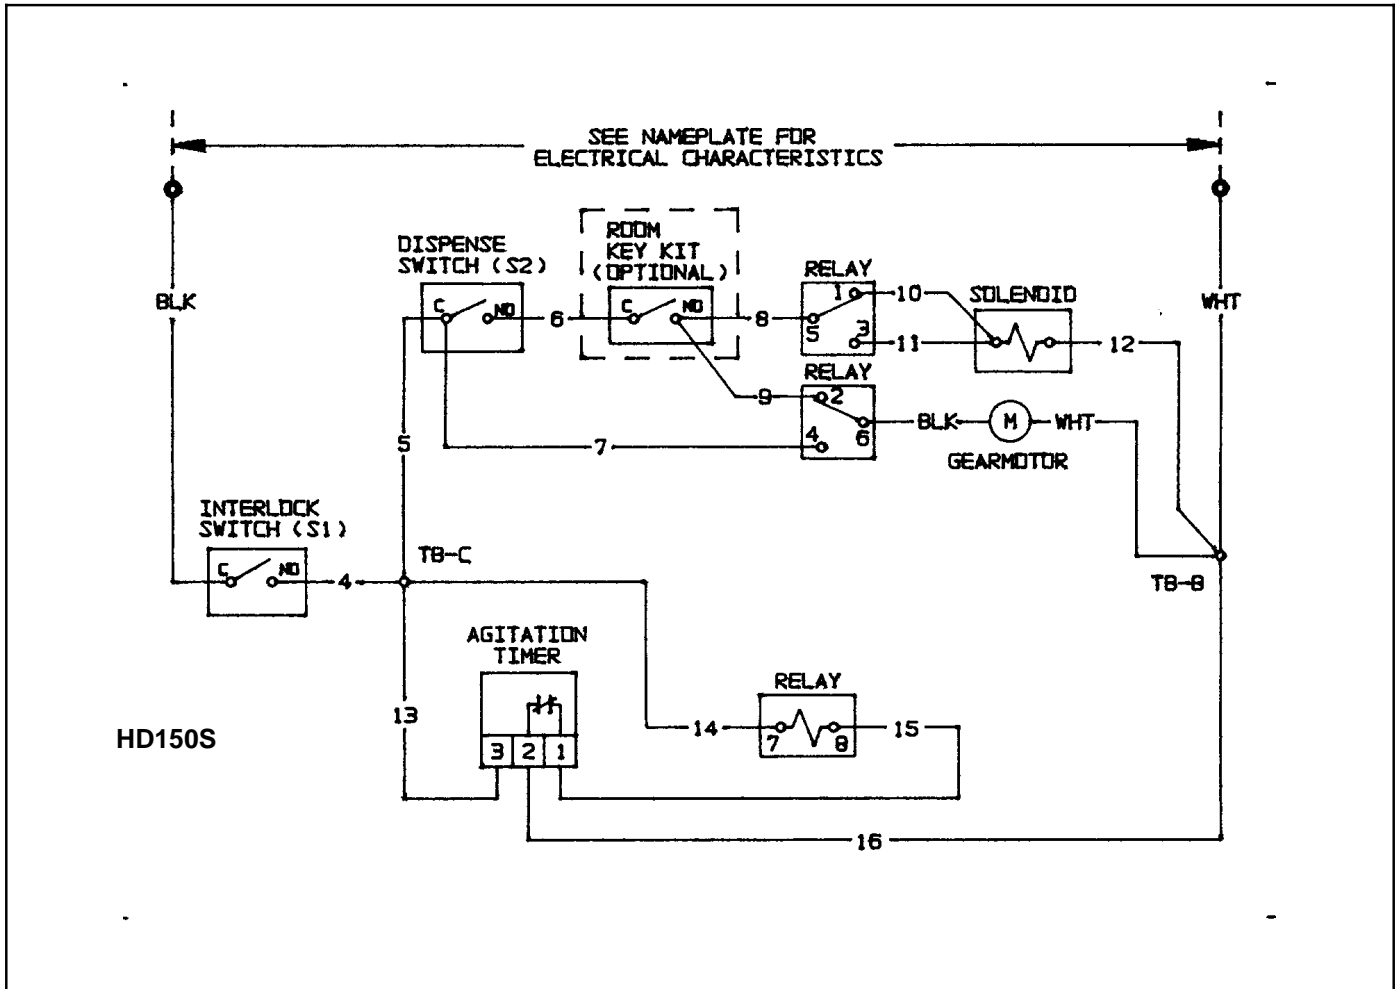 SEE NAMEPLATE FOR
ELECTRICAL CHARACTERISTICS
BLK
WHT
DISPENSE
SWITCH (S2)
C
NO
6
ROOM
KEY KIT
(OPTIONAL)
C
NO
8
RELAY
1
5
3
10
11
SOLENOID
12
9
RELAY
2
4
6
BLK
M
WHT
GEARMOTOR
5
7
INTERLOCK
SWITCH (S1)
C
NO
4
TB-C
TB-B
AGITATION
TIMER
3 2 1
13
RELAY
14
7
8
15
16
HD150S